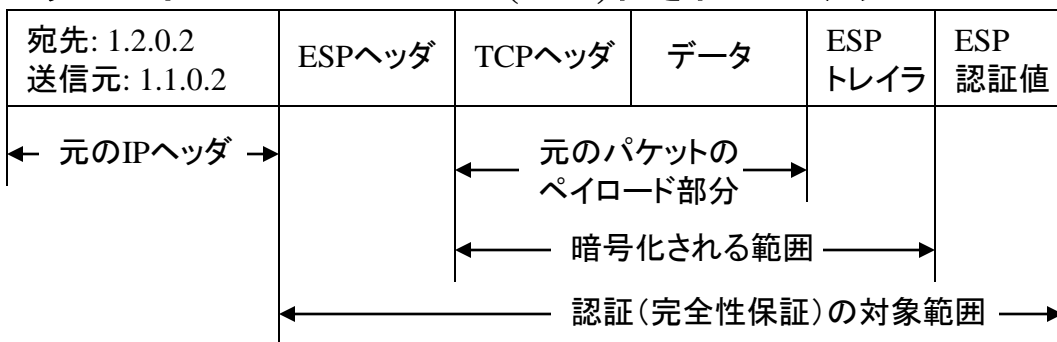 宛先: 1.2.0.2
送信元: 1.1.0.2
ESPヘッダ
TCPヘッダ
データ
ESP
トレイラ
ESP
認証値
元のIPヘッダ
元のパケットの
ペイロード部分
暗号化される範囲
認証(完全性保証)の対象範囲